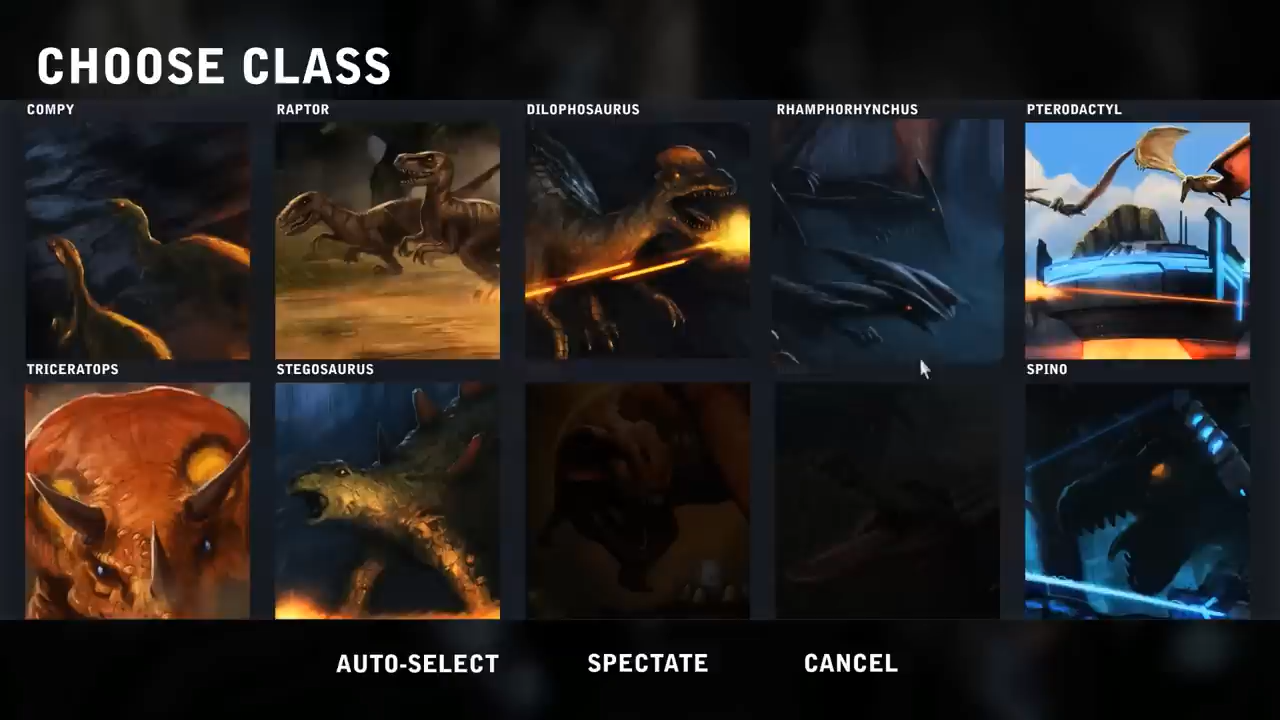 CHOOSE CLASS
COMPY
RAPTOR
DILOPHOSAURUS
RHAMPHORHYNCHUS
PTERODACTYL
TRICERATOPS
STEGOSAURUS
SPINO
AUTO-SELECT
SPECTATE
CANCEL